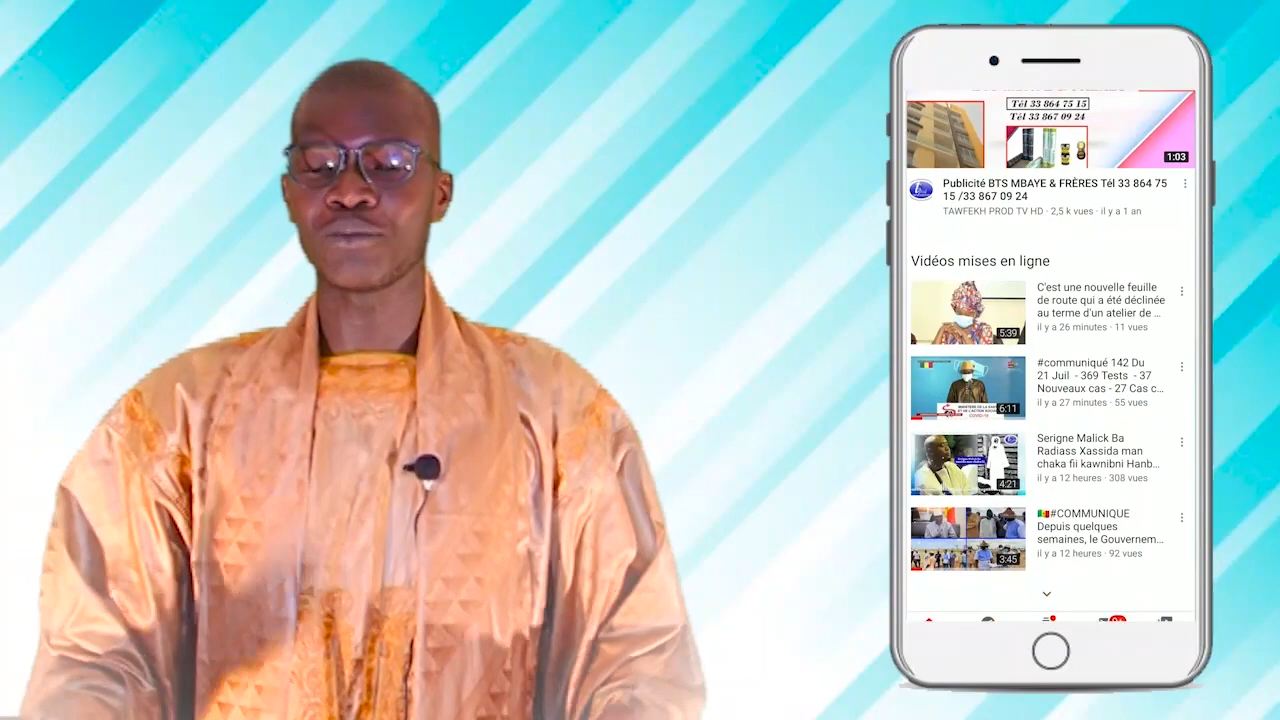 Tél 33 864 75 15
Tél 33 867 09 24
1:03
Publicité BTS MBAYE & FRÈRES Tél 33 864 75
15 /33 867 09 24
TAWFEKH PROD TV HD · 2,5 k vues · il y a 1 an
Vidéos mises en ligne
C'est une nouvelle feuille
de route qui a été déclinée
au terme d'un atelier de ...
il y a 26 minutes · 11 vues
5:39
#communiqué 142 Du
21 Juil - 369 Tests - 37
Nouveaux cas - 27 Cas c...
il y a 27 minutes · 55 vues
6:11
COVID-19
Serigne Malick Ba
Radiass Xassida man
chaka fii kawnibni Hanb...
il y a 12 heures · 308 vues
4:21
#COMMUNIQUE
Depuis quelques
semaines, le Gouvernem...
il y a 12 heures · 92 vues
3:45